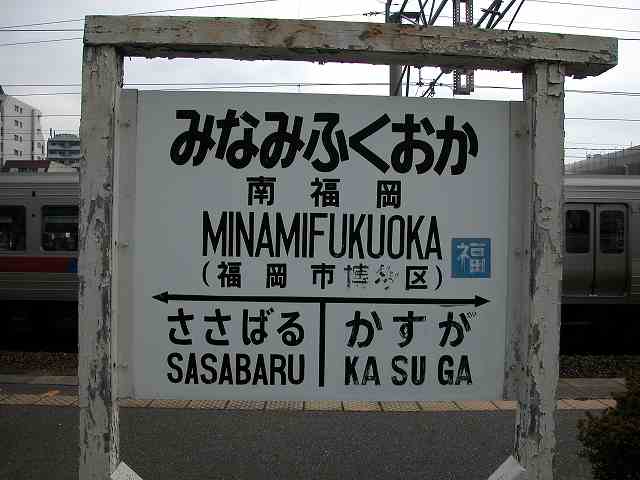 みなみふくおか
南福岡
MINAMIFUKUOKA
福
(福岡市博多区)
ささばる かすが
SASABARU KASUGA